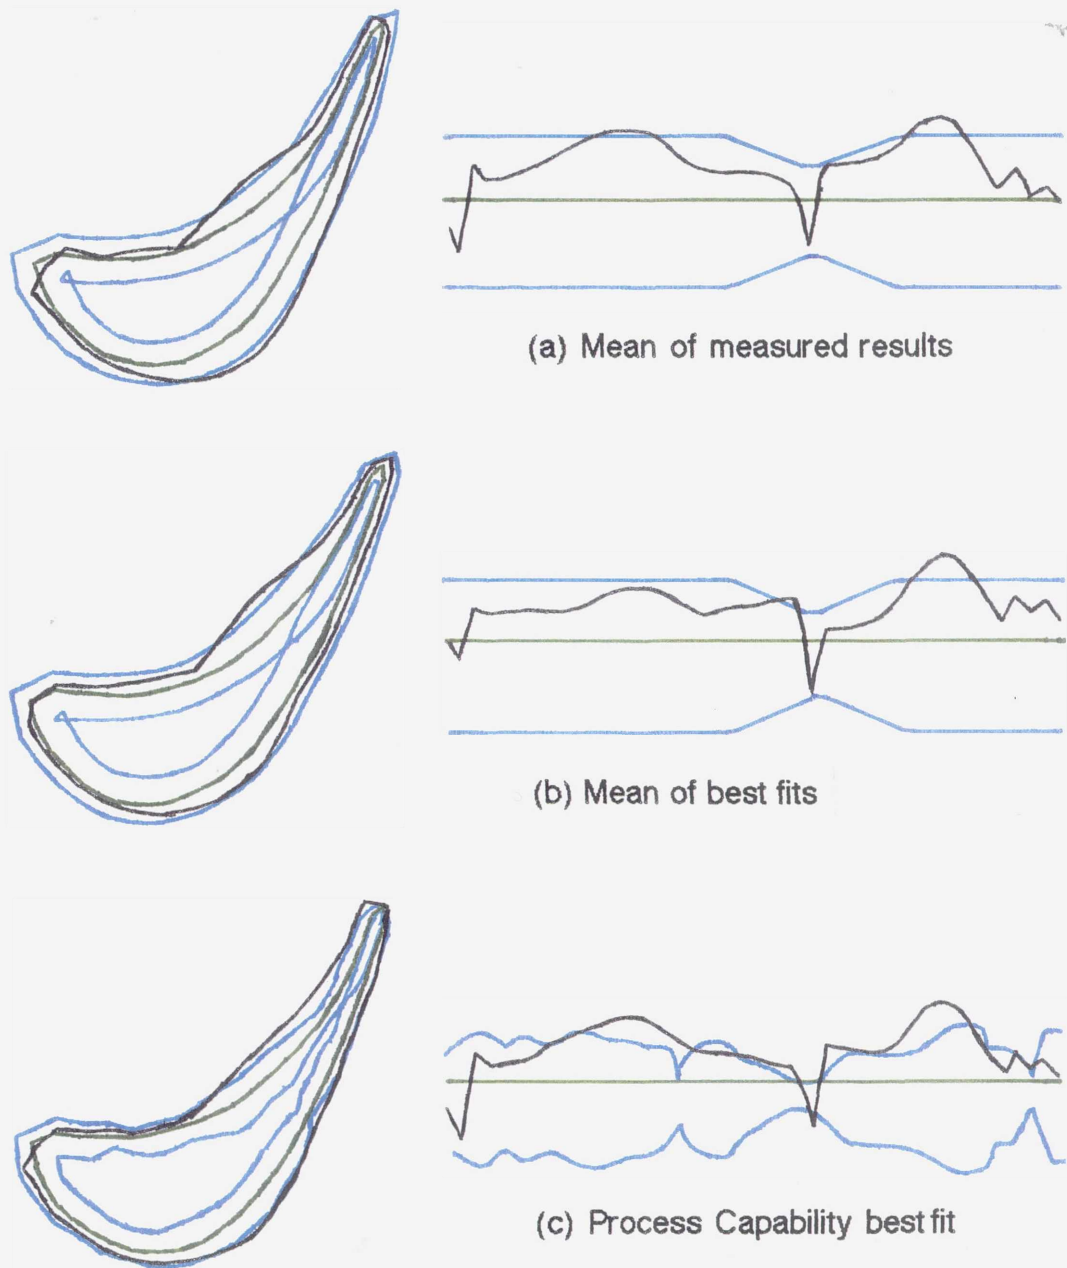 (a) Mean of measured results
(b) Mean of best fits
(c) Process Capability best fit